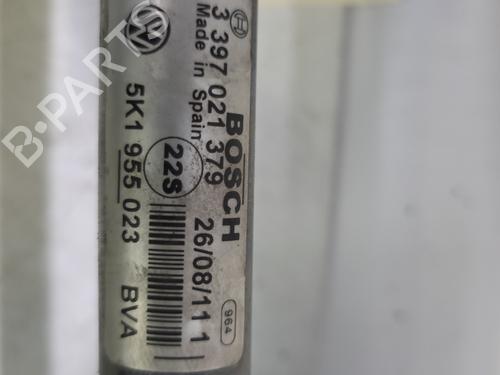 3 397 021 379
Made in Spain
BOSCH
22S
26/08/11 1
964
5K1 955 023
BVA
B-PARTS